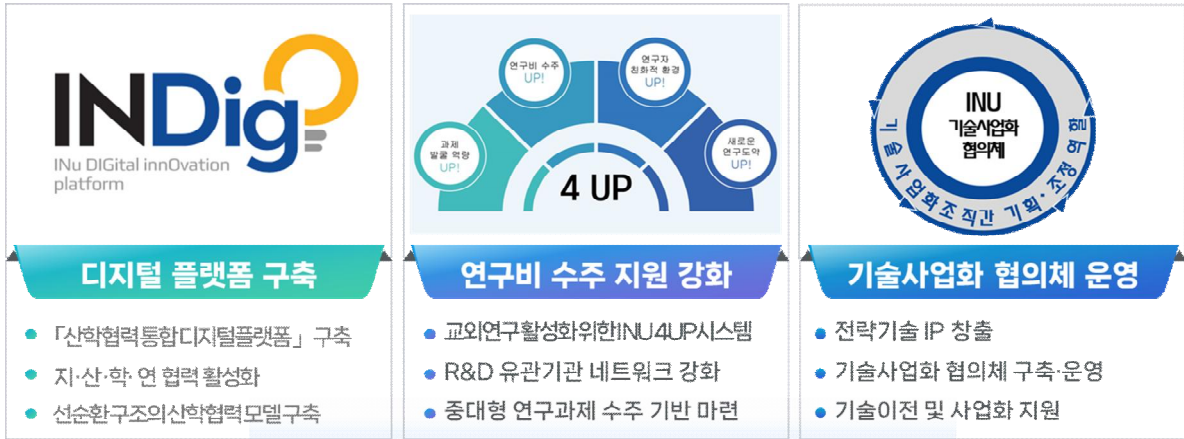 INDig
INu DIGital innOvation
platform
디지털 플랫폼 구축
「산학협력통합디지털플랫폼」 구축
지·산·학·연 협력 활성화
선순환구조의산학협력모델구축
과제
발굴 역량
UP!
연구비 수주
UP!
연구자
친화적 환경
UP!
새로운
연구도약
UP!
4 UP
연구비 수주 지원 강화
교외연구활성화위한INU4UP시스템
R&D 유관기관 네트워크 강화
중대형 연구과제 수주 기반 마련
INU
기술사업화
협의체
기술사업화조직간 기획·조정 역할
기술사업화 협의체 운영
전략기술 IP 창출
기술사업화 협의체 구축·운영
기술이전 및 사업화 지원